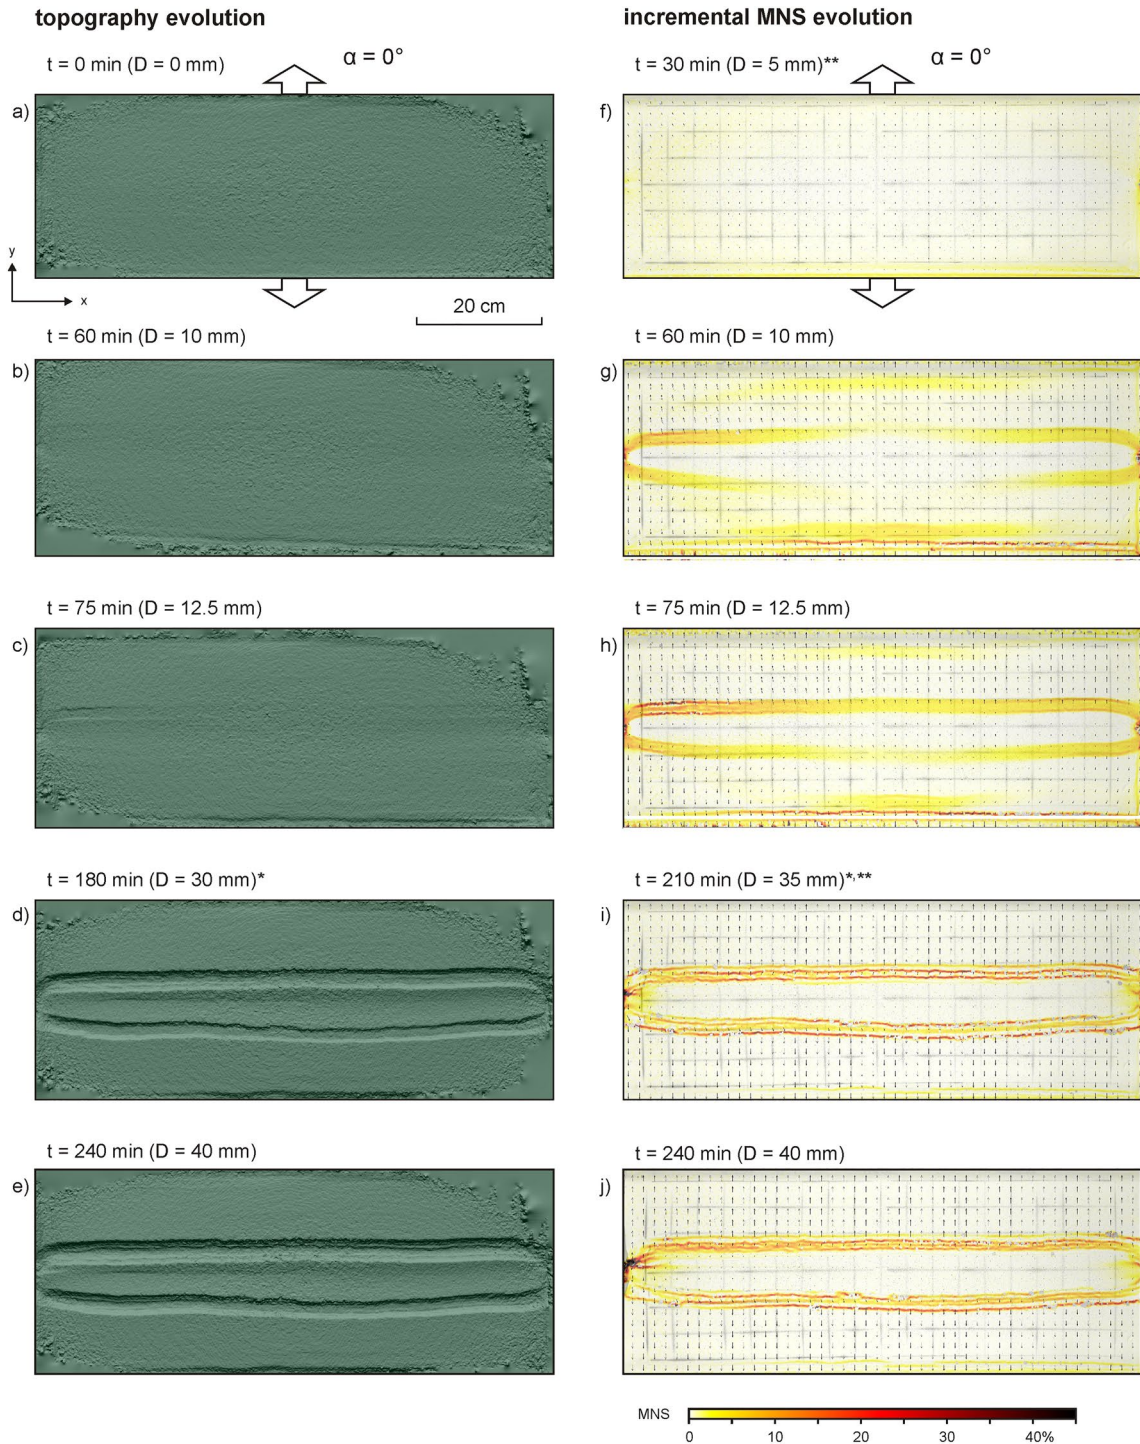 topography evolution
incremental MNS evolution
t = 0 min (D = 0 mm)
α = 0°
t = 30 min (D = 5 mm)**
α = 0°
a)
f)
y
x
20 cm
t = 60 min (D = 10 mm)
t = 60 min (D = 10 mm)
b)
g)
t = 75 min (D = 12.5 mm)
t = 75 min (D = 12.5 mm)
c)
h)
t = 180 min (D = 30 mm)*
t = 210 min (D = 35 mm)*,**
d)
i)
t = 240 min (D = 40 mm)
t = 240 min (D = 40 mm)
e)
j)
MNS
0 10 20 30 40%